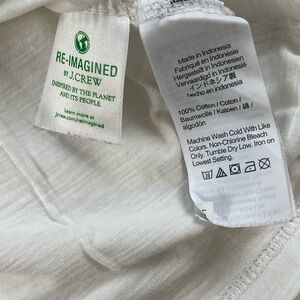 RE-IMAGINED
BY J.CREW
INSPIRED BY THE PLANET
AND ITS PEOPLE.
Learn more at
jcrew.com/reimagined
Made in Indonesia
Fabriqué en Indonésie
Hergestellt in Indonesien
Vervaardigd in Indonesië
インドネシア製
hecho en Indonesia
100% Cotton / Coton /
Baumwolle / Katoen / 綿 /
algodón
Machine Wash Cold With Like
Colors. Non-Chlorine Bleach
Only. Tumble Dry Low. Iron on
Lowest Setting.